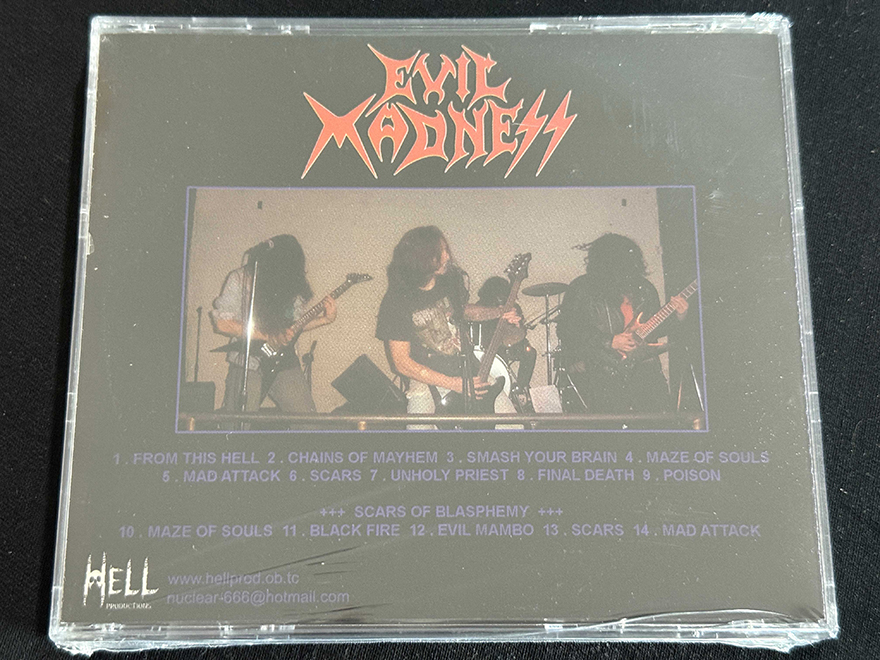 EVIL
MADNESS
1 . FROM THIS HELL 2 . CHAINS OF MAYHEM 3 . SMASH YOUR BRAIN 4 . MAZE OF SOULS
5 . MAD ATTACK 6 . SCARS 7 . UNHOLY PRIEST 8 . FINAL DEATH 9 . POISON
+++ SCARS OF BLASPHEMY +++
10 . MAZE OF SOULS 11 . BLACK FIRE 12 . EVIL MAMBO 13 . SCARS 14 . MAD ATTACK
HELL
PRODUCTIONS
www.hellprod.ob.tc
nuclear-666@hotmail.com